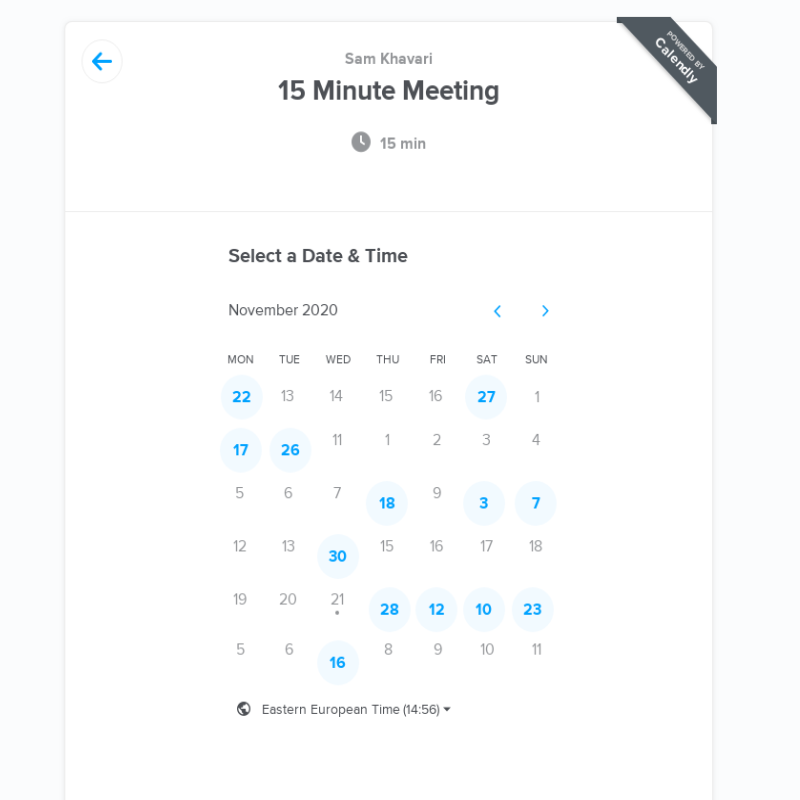 POWERED BY
Calendly
Sam Khavari
15 Minute Meeting
15 min
Select a Date & Time
November 2020
MON TUE WED THU FRI SAT SUN
22 13 14 15 16 27 1
17 26 11 1 2 3 4
5 6 7 18 9 3 7
12 13 30 15 16 17 18
19 20 21 28 12 10 23
5 6 16 8 9 10 11
Eastern European Time (14:56)